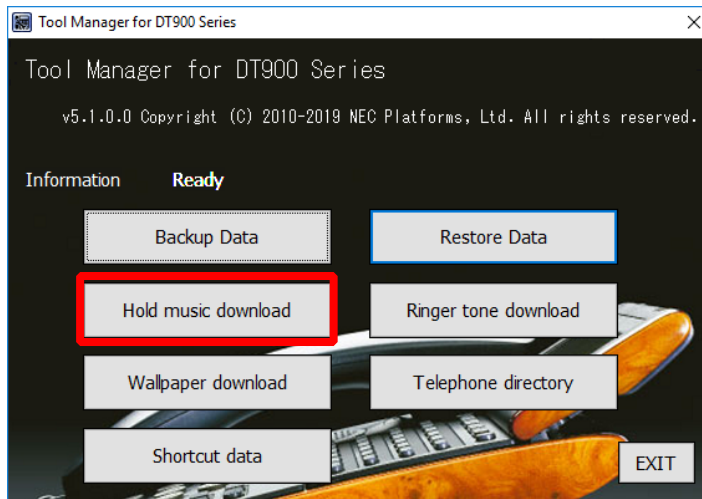 Tool Manager for DT900 Series
Tool Manager for DT900 Series
v5.1.0.0 Copyright (C) 2010-2019 NEC Platforms, Ltd. All rights reserved.
Information Ready
Backup Data Restore Data
Hold music download Ringer tone download
Wallpaper download Telephone directory
Shortcut data EXIT